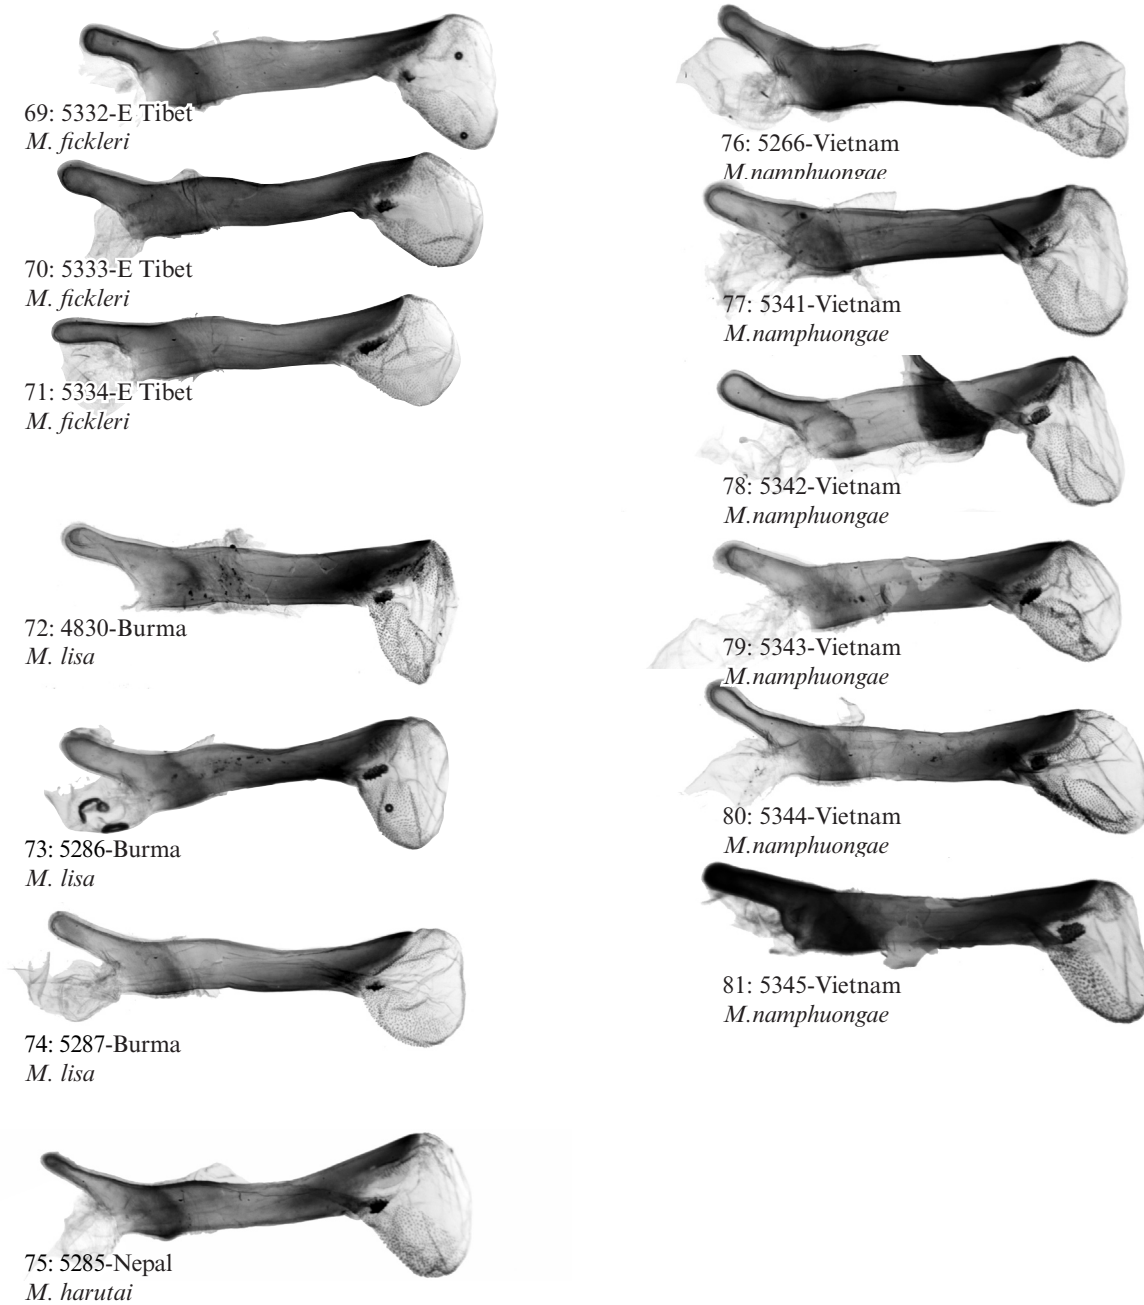 69: 5332-E Tibet
M. fickleri
70: 5333-E Tibet
M. fickleri
71: 5334-E Tibet
M. fickleri
72: 4830-Burma
M. lisa
73: 5286-Burma
M. lisa
74: 5287-Burma
M. lisa
75: 5285-Nepal
M. harutai
76: 5266-Vietnam
M.namphuongae
77: 5341-Vietnam
M.namphuongae
78: 5342-Vietnam
M.namphuongae
79: 5343-Vietnam
M.namphuongae
80: 5344-Vietnam
M.namphuongae
81: 5345-Vietnam
M.namphuongae